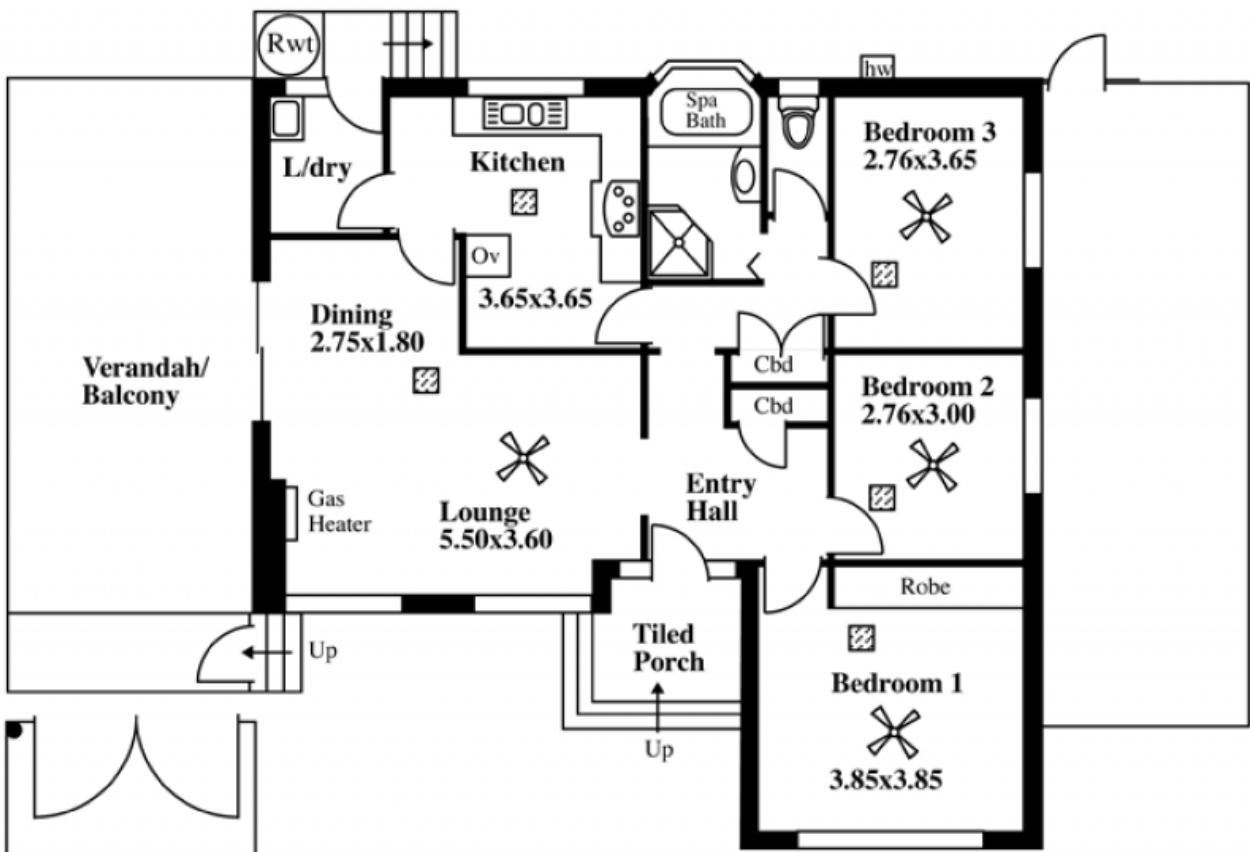 Rwt
hw
Spa
Bath
Bedroom 3
2.76x3.65
L/dry
Kitchen
Ov
3.65x3.65
Dining
2.75x1.80
Verandah/
Balcony
Cbd
Cbd
Bedroom 2
2.76x3.00
Gas
Heater
Lounge
5.50x3.60
Entry
Hall
Robe
Up
Tiled
Porch
Up
Bedroom 1
3.85x3.85